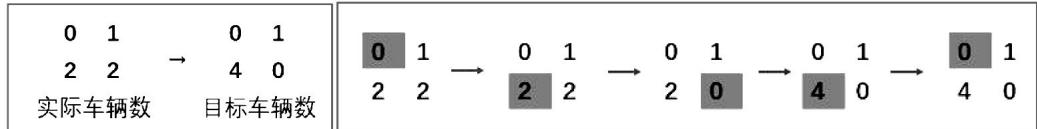 0 1 → 0 1
2 2 4 0
实际车辆数 目标车辆数
0 1 → 0 1 → 0 1 → 0 1 → 0 1
2 2 2 2 2 0 4 0 4 0